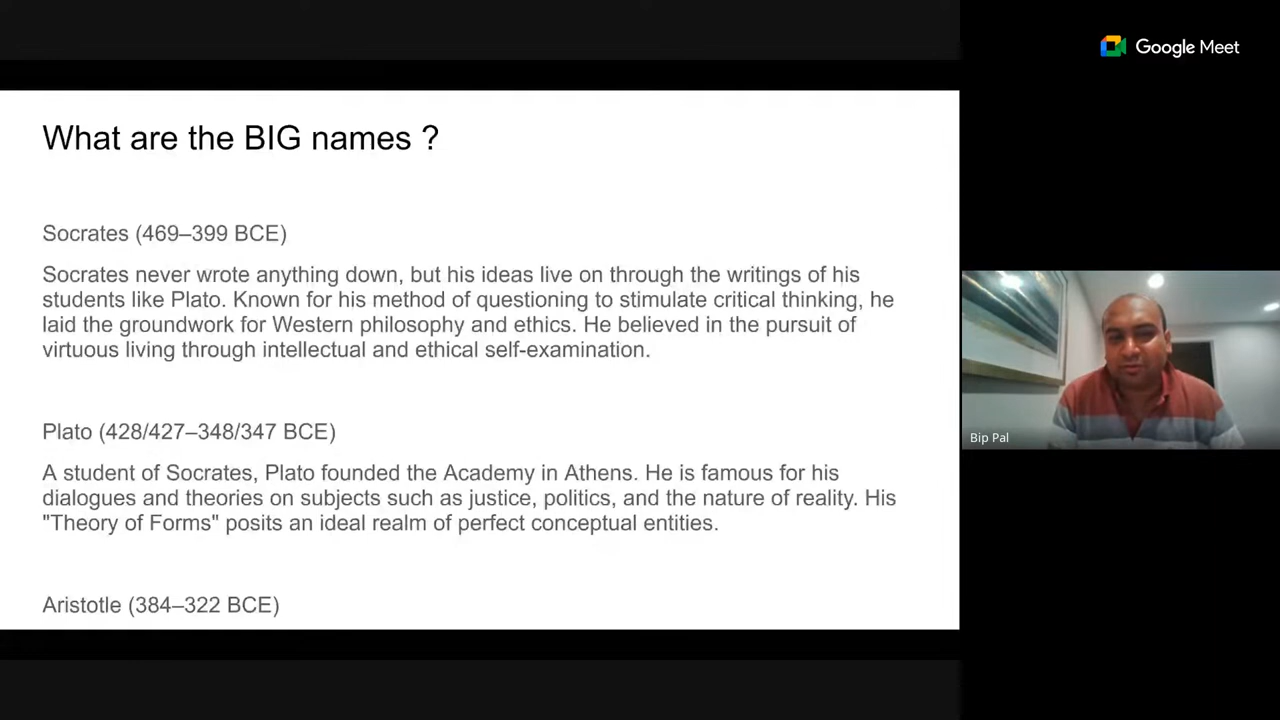 Google Meet
What are the BIG names ?
Socrates (469–399 BCE)
Socrates never wrote anything down, but his ideas live on through the writings of his
students like Plato. Known for his method of questioning to stimulate critical thinking, he
laid the groundwork for Western philosophy and ethics. He believed in the pursuit of
virtuous living through intellectual and ethical self-examination.
Plato (428/427–348/347 BCE)
A student of Socrates, Plato founded the Academy in Athens. He is famous for his
dialogues and theories on subjects such as justice, politics, and the nature of reality. His
"Theory of Forms" posits an ideal realm of perfect conceptual entities.
Aristotle (384–322 BCE)
Bip Pal